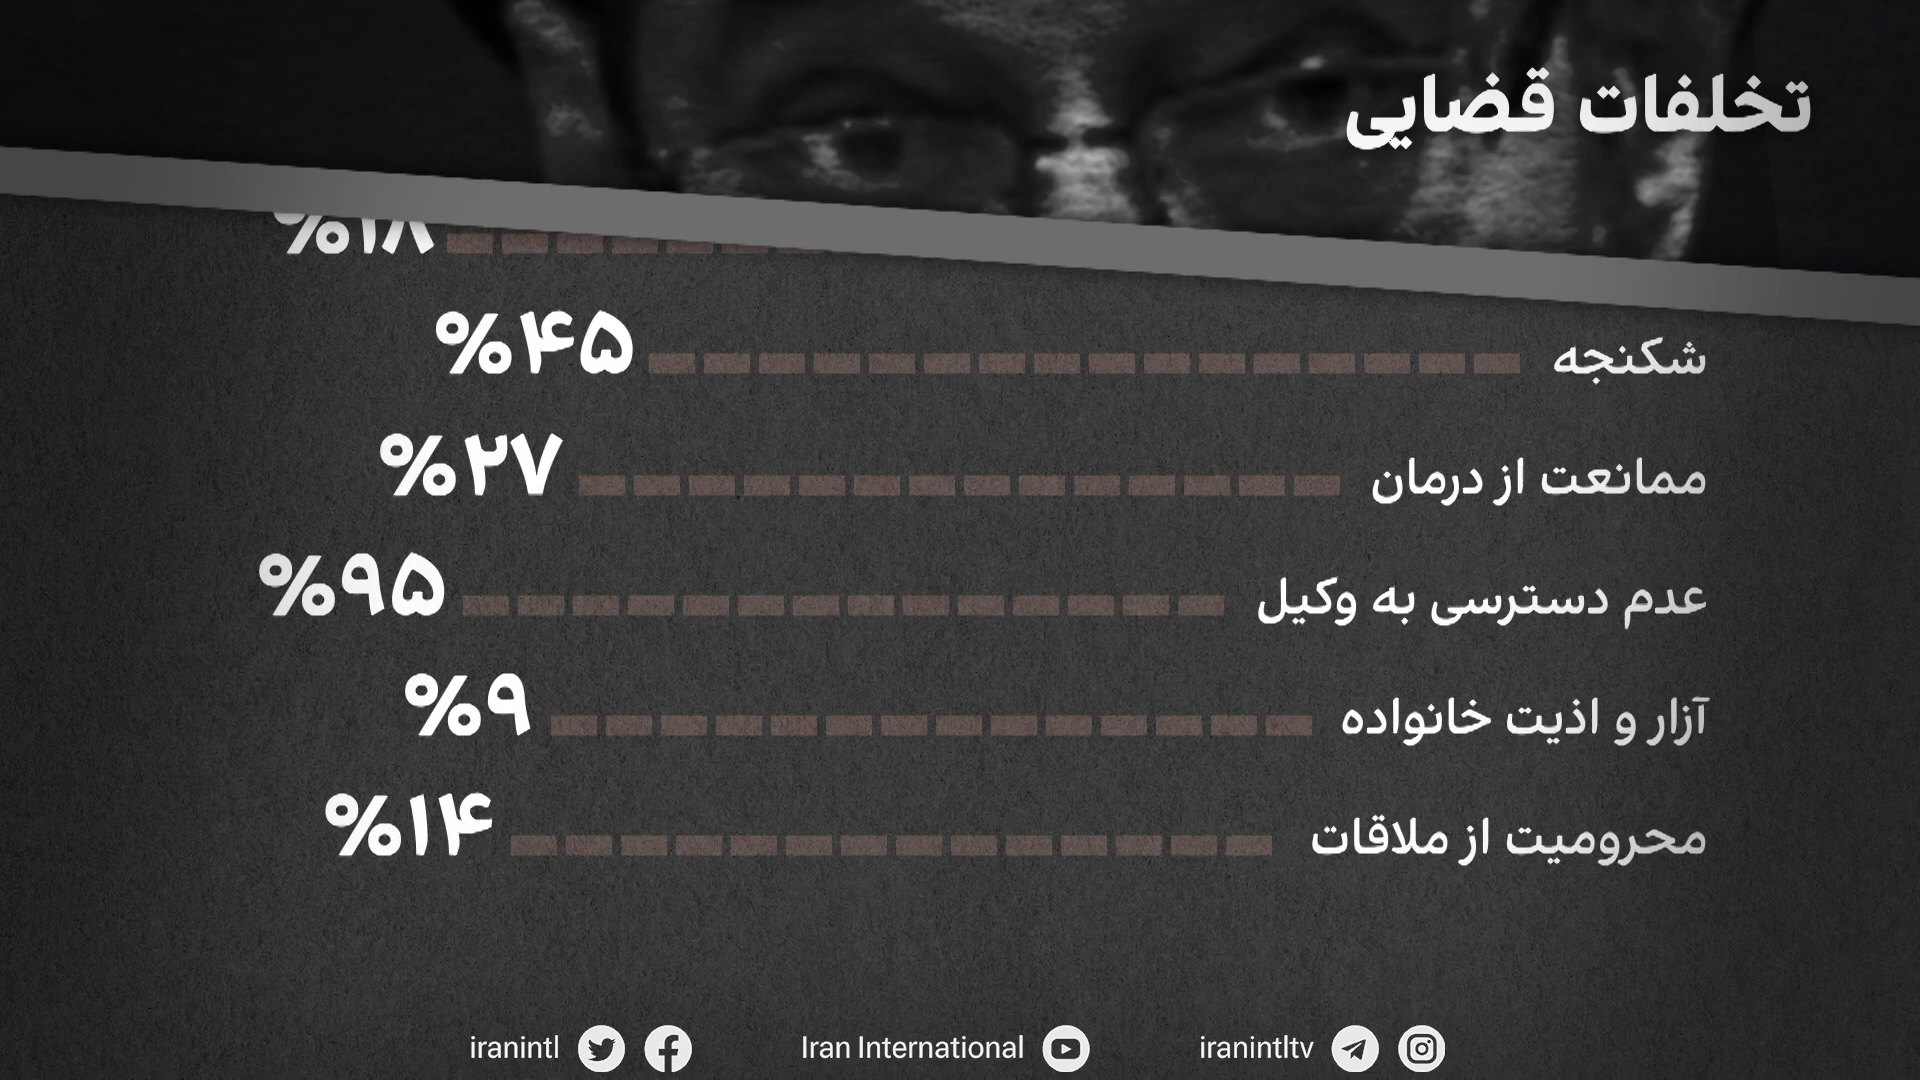 تخلفات قضایی
شکنجه %۴۵
ممانعت از درمان %۲۷
عدم دسترسی به وکیل %۹۵
آزار و اذیت خانواده %۹
محرومیت از ملاقات %۱۴
iranintl Iran International iranintltv